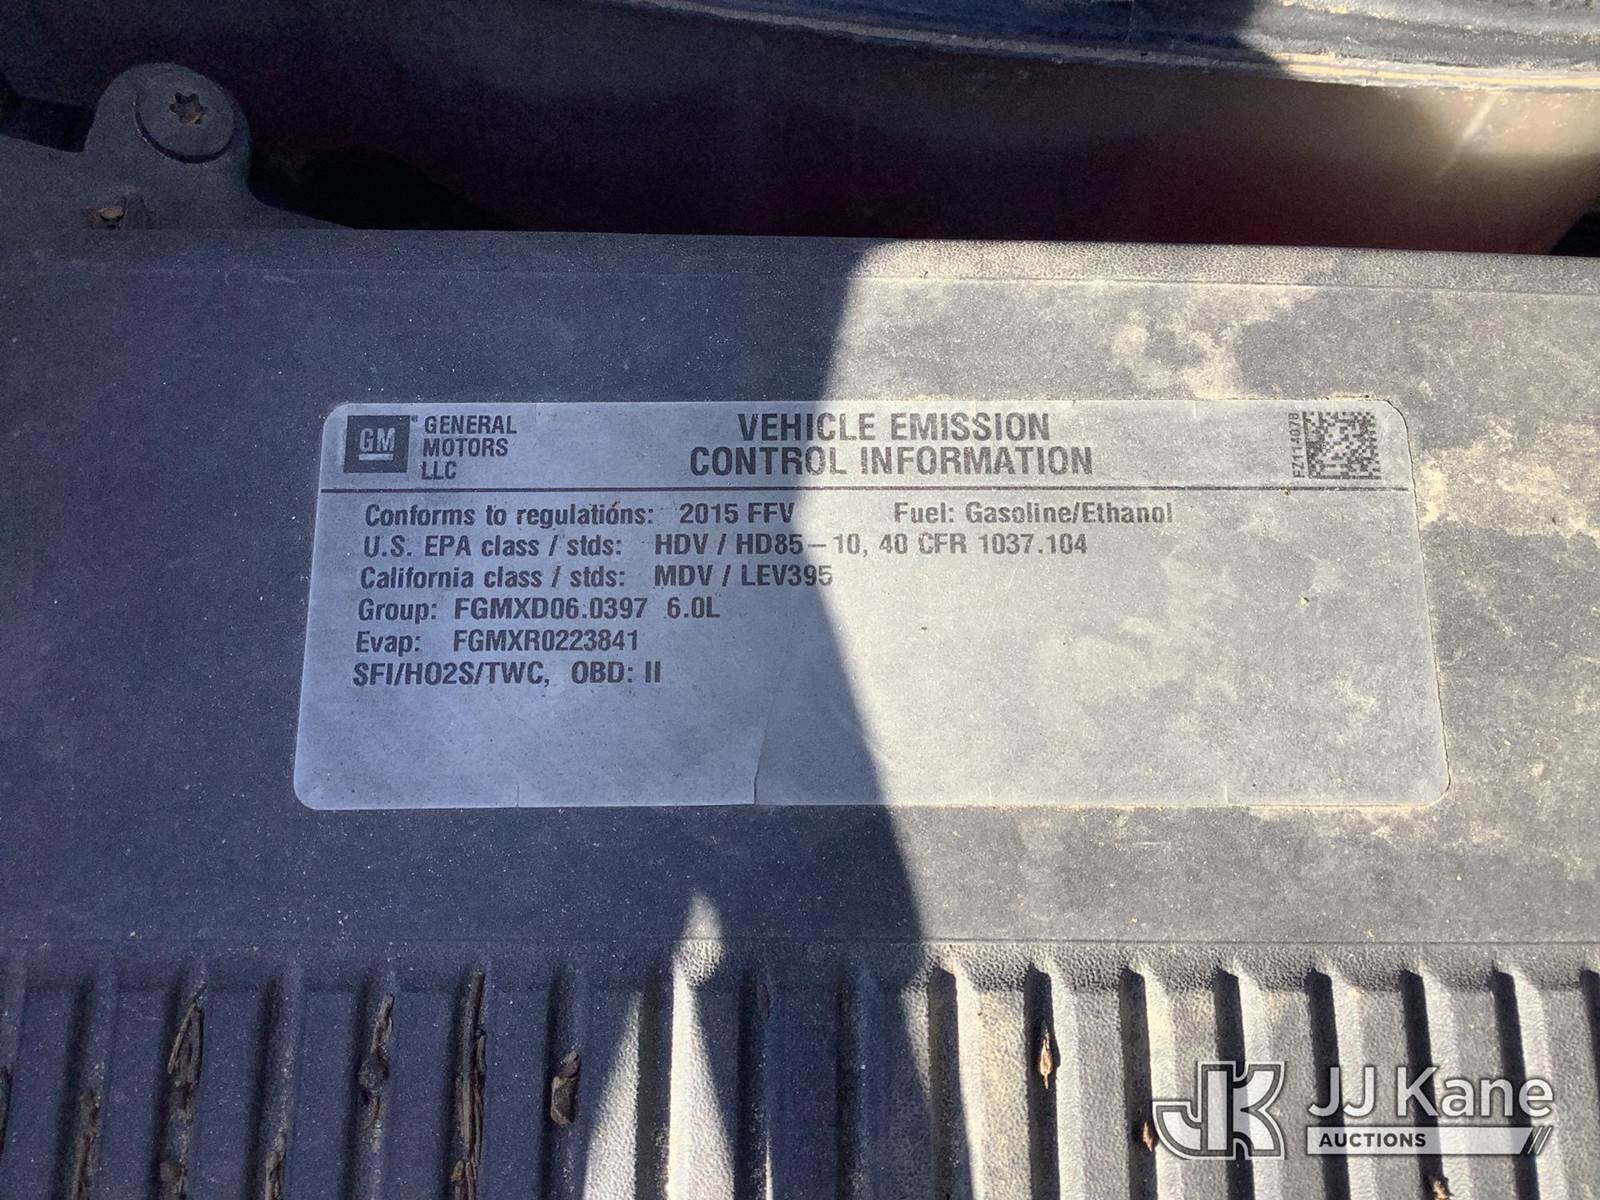 GM
GENERAL
MOTORS
LLC
VEHICLE EMISSION
CONTROL INFORMATION
FZ114078
Conforms to regulations: 2015 FFV Fuel: Gasoline/Ethanol
U.S. EPA class / stds: HDV / HD85-10, 40 CFR 1037.104
California class / stds: MDV / LEV395
Group: FGMXD06.0397 6.0L
Evap: FGMXR0223841
SFI/HO2S/TWC, OBD: II
JK JJ Kane
AUCTIONS